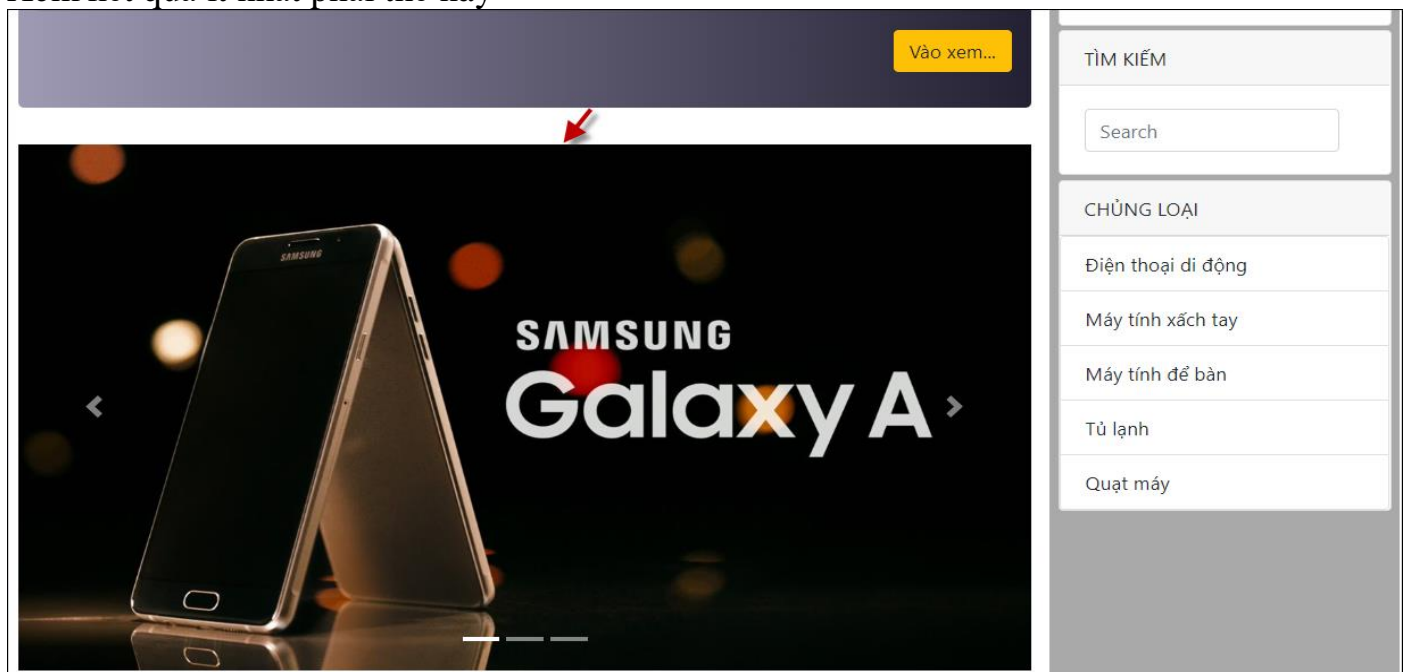 Vào xem...
TÌM KIẾM
Search
CHỦNG LOẠI
Điện thoại di động
Máy tính xách tay
Máy tính để bàn
Tủ lạnh
Quạt máy
SAMSUNG
SAMSUNG
Galaxy A